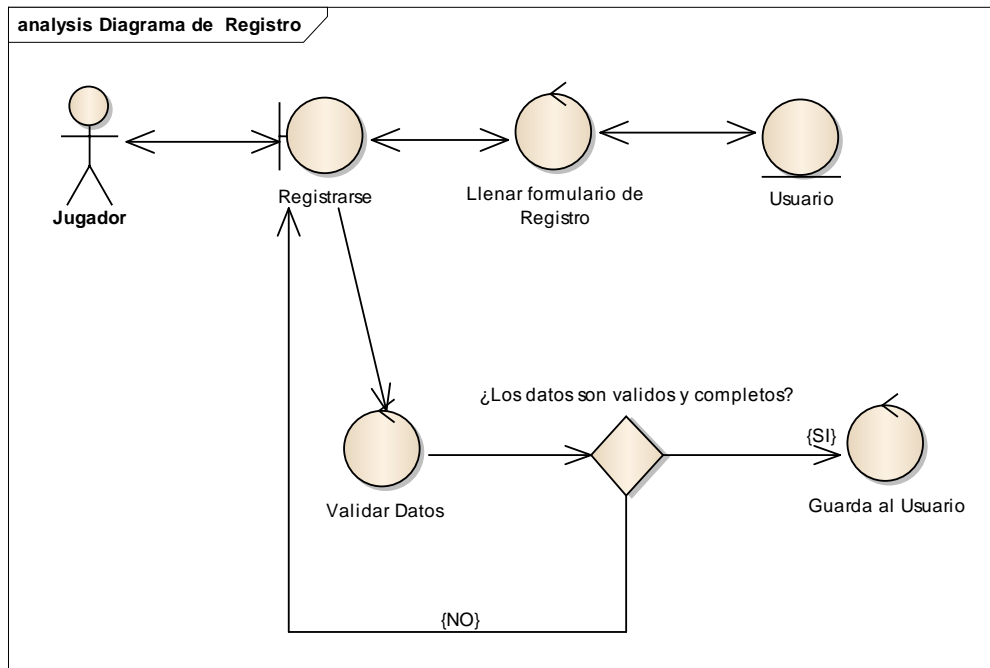 analysis Diagrama de Registro
Jugador
Registrarse
Llenar formulario de
Registro
Usuario
¿Los datos son validos y completos?
{SI}
Validar Datos
Guarda al Usuario
{NO}